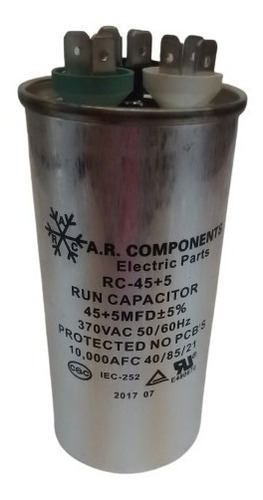 A R C
A.R. COMPONENTS
Electric Parts
RC-45+5
RUN CAPACITOR
45+5MFD±5%
370VAC 50/60Hz
PROTECTED NO PCB'S
10,000AFC 40/85/21
CQC IEC-252
2017 07